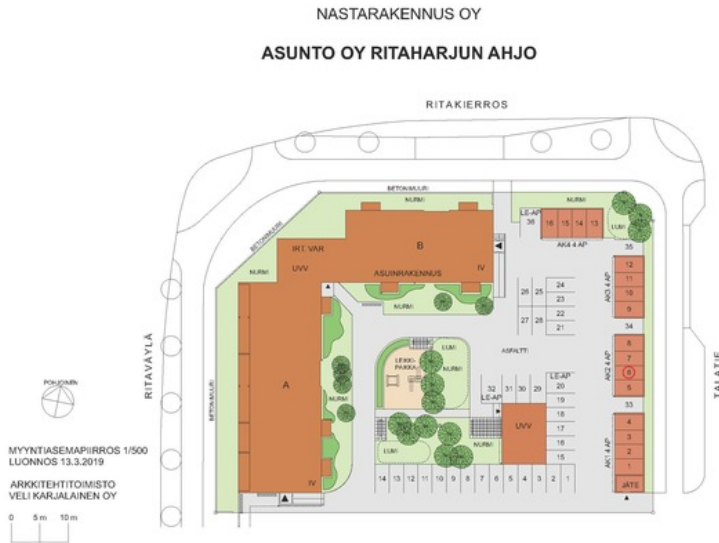 NASTARAKENNUS OY
ASUNTO OY RITAHARJUN AHJO
RITAKIERROS
BETONIMUURI
NURMI
NURMI
LE-AP
36
16 15 14 13
LUMI
AK4 4 AP
35
BETONIMUURI
IRT. VAR
B
UVV
ASUINRAKENNUS
IV
NURMI
NURMI
12
11
10
9
AK3 4 AP
26 25
24
23
27 28
22
21
34
RITAVÄYLÄ
TALATIE
ASFALTTI
LUMI
LEIKKI-
PAIKKA
NURMI
8
7
6
5
AK2 4 AP
A
NURMI
LE-AP
32 31 30 29
LE-AP
20
19
18
17
16
15
33
POHJOINEN
BETONIMUURI
UVV
4
3
2
1
AK1 4 AP
JÄTE
LUMI
NURMI
IV
14 13 12 11 10 9 8 7 6 5 4 3 2 1
MYYNTIASEMAPIIRROS 1/500
LUONNOS 13.3.2019
ARKKITEHTITOIMISTO
VELI KARJALAINEN OY
0 5 m 10 m